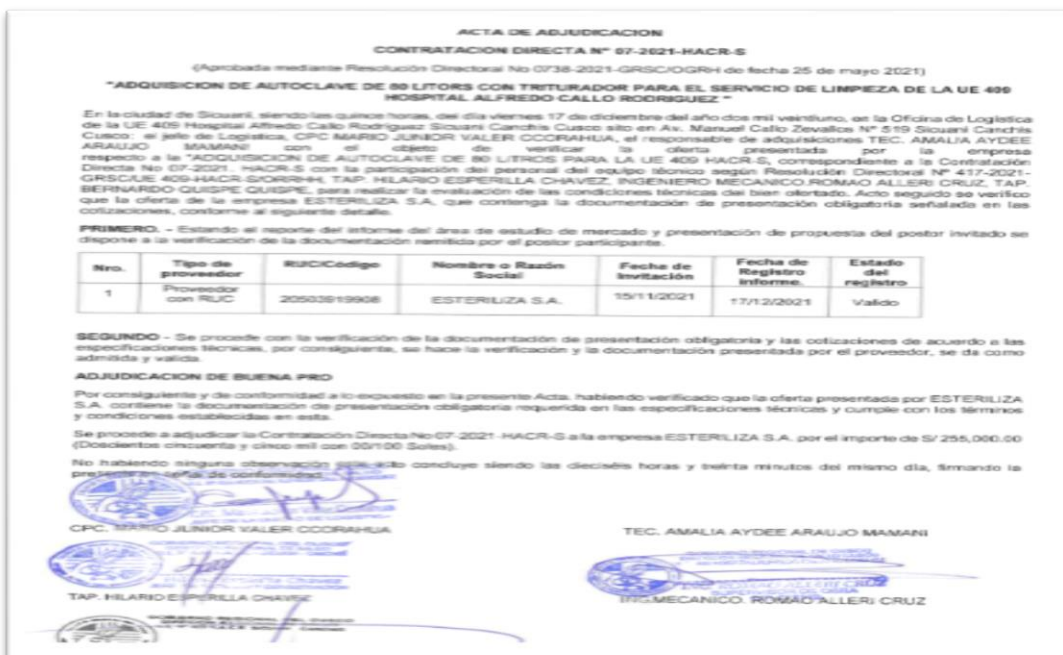 ACTA DE ADJUDICACION
CONTRATACION DIRECTA N° 07-2021-HACR-S
(Aprobada mediante Resolución Directoral No 0738-2021-GRSC/OGRH de fecha 25 de mayo 2021)
"ADQUISICION DE AUTOCLAVE DE 80 LITORS CON TRITURADOR PARA EL SERVICIO DE LIMPIEZA DE LA UE 409
HOSPITAL ALFREDO CALLO RODRIGUEZ "
En la ciudad de Sicuani, siendo las quince horas, del día viernes 17 de diciembre del año dos mil veintiuno, en la Oficina de Logística
de la UE 409 Hospital Alfredo Callo Rodríguez Sicuani Canchis Cusco sito en Av. Manuel Callo Zevallos N° 519 Sicuani Canchis
Cusco: el jefe de Logística, CPC MARIO JUNIOR VALER CCORAHUA, el responsable de adquisiciones TEC. AMALIA AYDEE
ARAUJO MAMANI con el objeto de verificar la oferta presentada por la empresa
respecto a la "ADQUISICION DE AUTOCLAVE DE 80 LITROS PARA LA UE 409 HACR-S, correspondiente a la Contratación
Directa No 07-2021- HACR-S con la participación del personal del equipo técnico según Resolución Directoral N° 417-2021-
GRSC/UE 409-HACR-S/ORRHH, TAP. HILARIO ESPERILLA CHAVEZ, INGENIERO MECANICO.ROMAO ALLERI CRUZ, TAP.
BERNARDO QUISPE QUISPE, para realizar la evaluación de las condiciones técnicas del bien ofertado. Acto seguido se verifico
que la oferta de la empresa ESTERILIZA S.A, que contenga la documentación de presentación obligatoria señalada en las
cotizaciones, conforme al siguiente detalle.
PRIMERO. - Estando el reporte del informe del área de estudio de mercado y presentación de propuesta del postor invitado se
dispone a la verificación de la documentación remitida por el postor participante.
Nro. Tipo de proveedor RUC/Código Nombre o Razón Social Fecha de Invitación Fecha de Registro informe. Estado del registro
1 Proveedor con RUC 20503919908 ESTERILIZA S.A. 15/11/2021 17/12/2021 Valido
SEGUNDO - Se procede con la verificación de la documentación de presentación obligatoria y las cotizaciones de acuerdo a las
especificaciones técnicas, por consiguiente, se hace la verificación y la documentación presentada por el proveedor, se da como
admitida y valida.
ADJUDICACION DE BUENA PRO
Por consiguiente y de conformidad a lo expuesto en la presente Acta. habiendo verificado que la oferta presentada por ESTERILIZA
S.A. contiene la documentación de presentación obligatoria requerida en las especificaciones técnicas y cumple con los términos
y condiciones establecidas en esta.
Se procede a adjudicar la Contratación Directa No 07-2021-HACR-S a la empresa ESTERILIZA S.A. por el importe de S/ 255,000.00
(Doscientos cincuenta y cinco mil con 00/100 Soles).
No habiendo ninguna observación concluye siendo las dieciséis horas y treinta minutos del mismo día, firmando la
de conformidad.
CPC. MARIO JUNIOR VALER CCORAHUA
TEC. AMALIA AYDEE ARAUJO MAMANI
ROMAO ALLERI CRUZ
TAP. HILARIO ESPERILLA CHAVEZ
ING.MECANICO. ROMAO ALLERI CRUZ
GOBIERNO REGIONAL DEL CUSCO